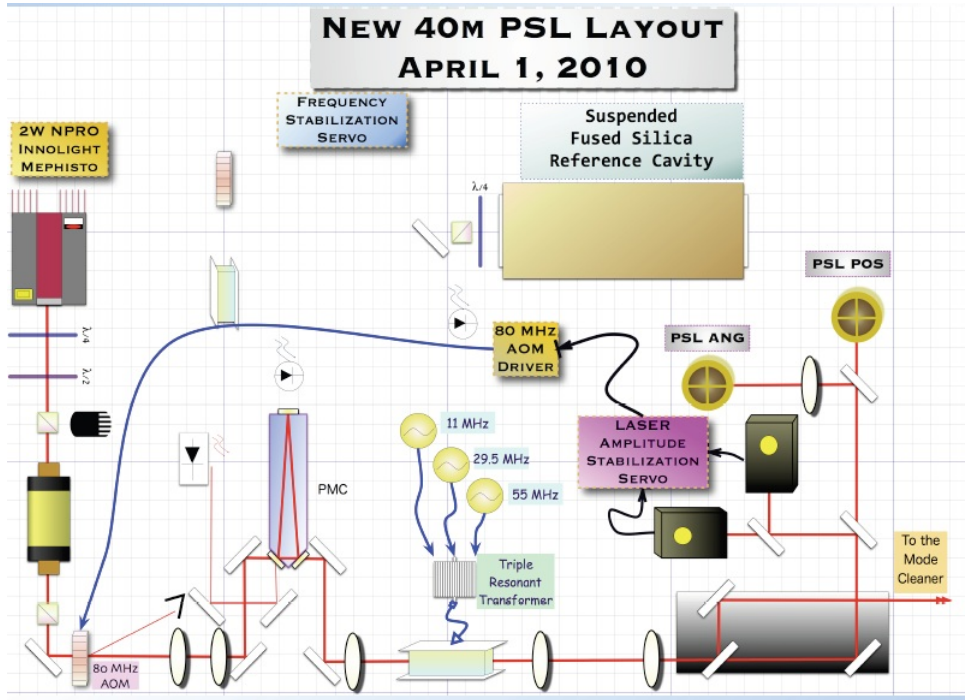 NEW 40M PSL LAYOUT
APRIL 1, 2010
FREQUENCY
STABILIZATION
SERVO
2W NPRO
INNOLIGHT
MEPHISTO
Suspended
Fused Silica
Reference Cavity
λ/4
PSL POS
λ/4
80 MHZ
AOM
DRIVER
PSL ANG
λ/2
11 MHz
LASER
AMPLITUDE
STABILIZATION
SERVO
29.5 MHz
PMC
55 MHz
To the
Mode
Cleaner
Triple
Resonant
Transformer
80 MHz
AOM